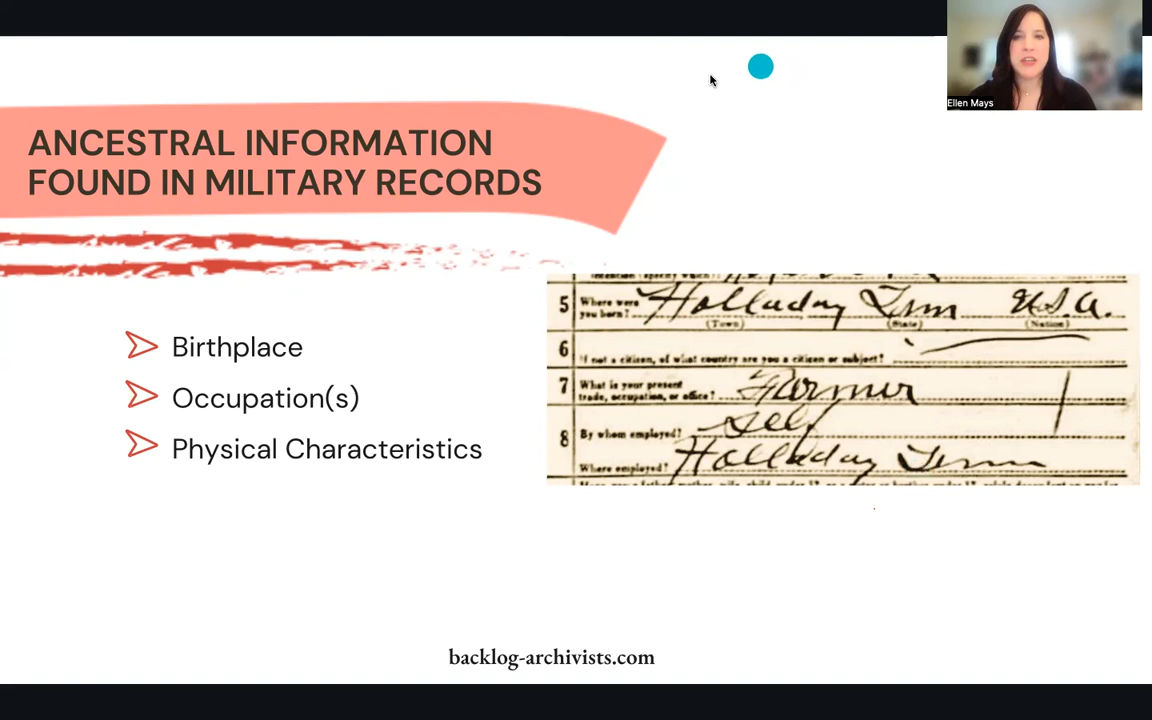 Ellen Mays
ANCESTRAL INFORMATION
FOUND IN MILITARY RECORDS
Birthplace
Occupation(s)
Physical Characteristics
5 Where were you born? Holladay Tenn U.S.A.
(Town) (State) (Nation)
6 If not a citizen, of what country are you a citizen or subject?
7 What is your present trade, occupation, or office? Farmer
8 By whom employed? Self
Where employed? Holladay Tenn
backlog-archivists.com